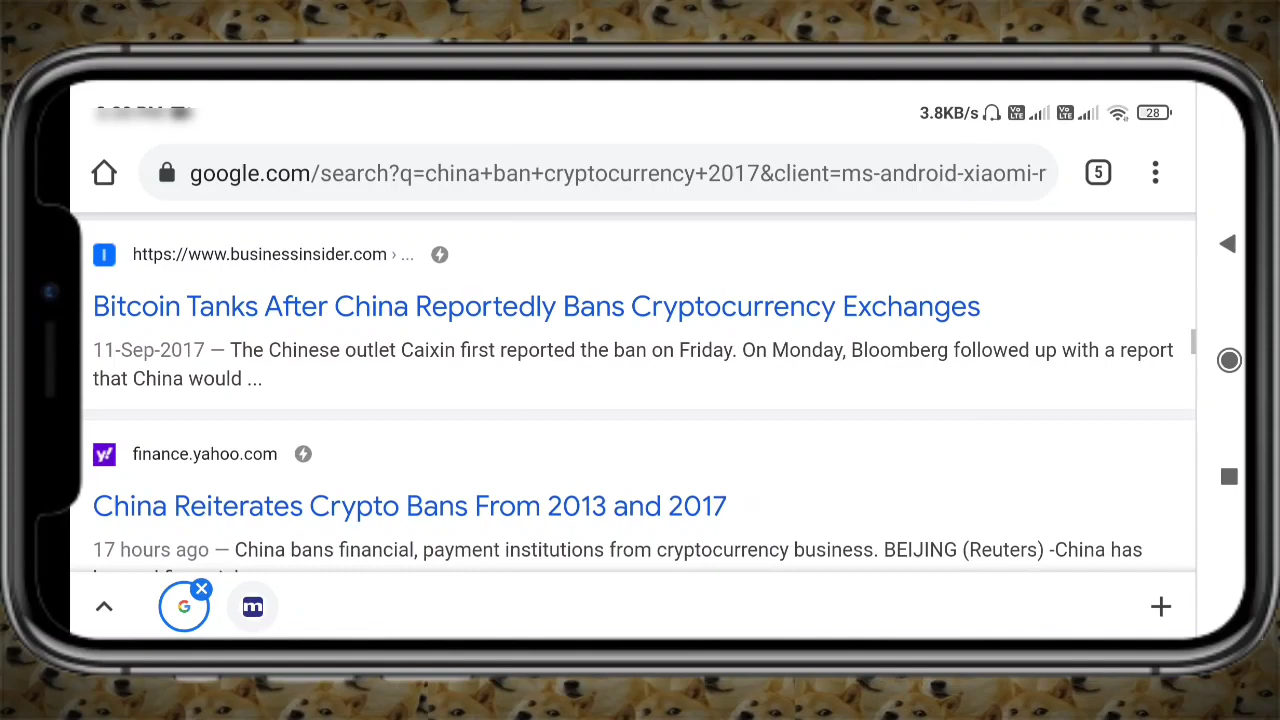 3.8KB/s Vo LTE Vo LTE 28
google.com/search?q=china+ban+cryptocurrency+2017&client=ms-android-xiaomi-r 5
I https://www.businessinsider.com › ...
Bitcoin Tanks After China Reportedly Bans Cryptocurrency Exchanges
11-Sep-2017 — The Chinese outlet Caixin first reported the ban on Friday. On Monday, Bloomberg followed up with a report
that China would ...
y! finance.yahoo.com
China Reiterates Crypto Bans From 2013 and 2017
17 hours ago — China bans financial, payment institutions from cryptocurrency business. BEIJING (Reuters) -China has
G m